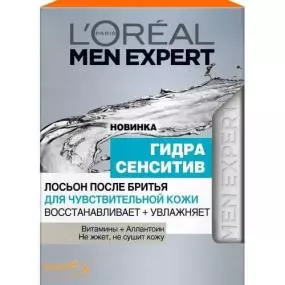 L'ORÉAL
PARIS
MEN EXPERT
НОВИНКА
ГИДРА
СЕНСИТИВ
ЛОСЬОН ПОСЛЕ БРИТЬЯ
ДЛЯ ЧУВСТВИТЕЛЬНОЙ КОЖИ
ВОССТАНАВЛИВАЕТ + УВЛАЖНЯЕТ
Витамины + Аллантоин
Не жжет, не сушит кожу
MEN EXPERT